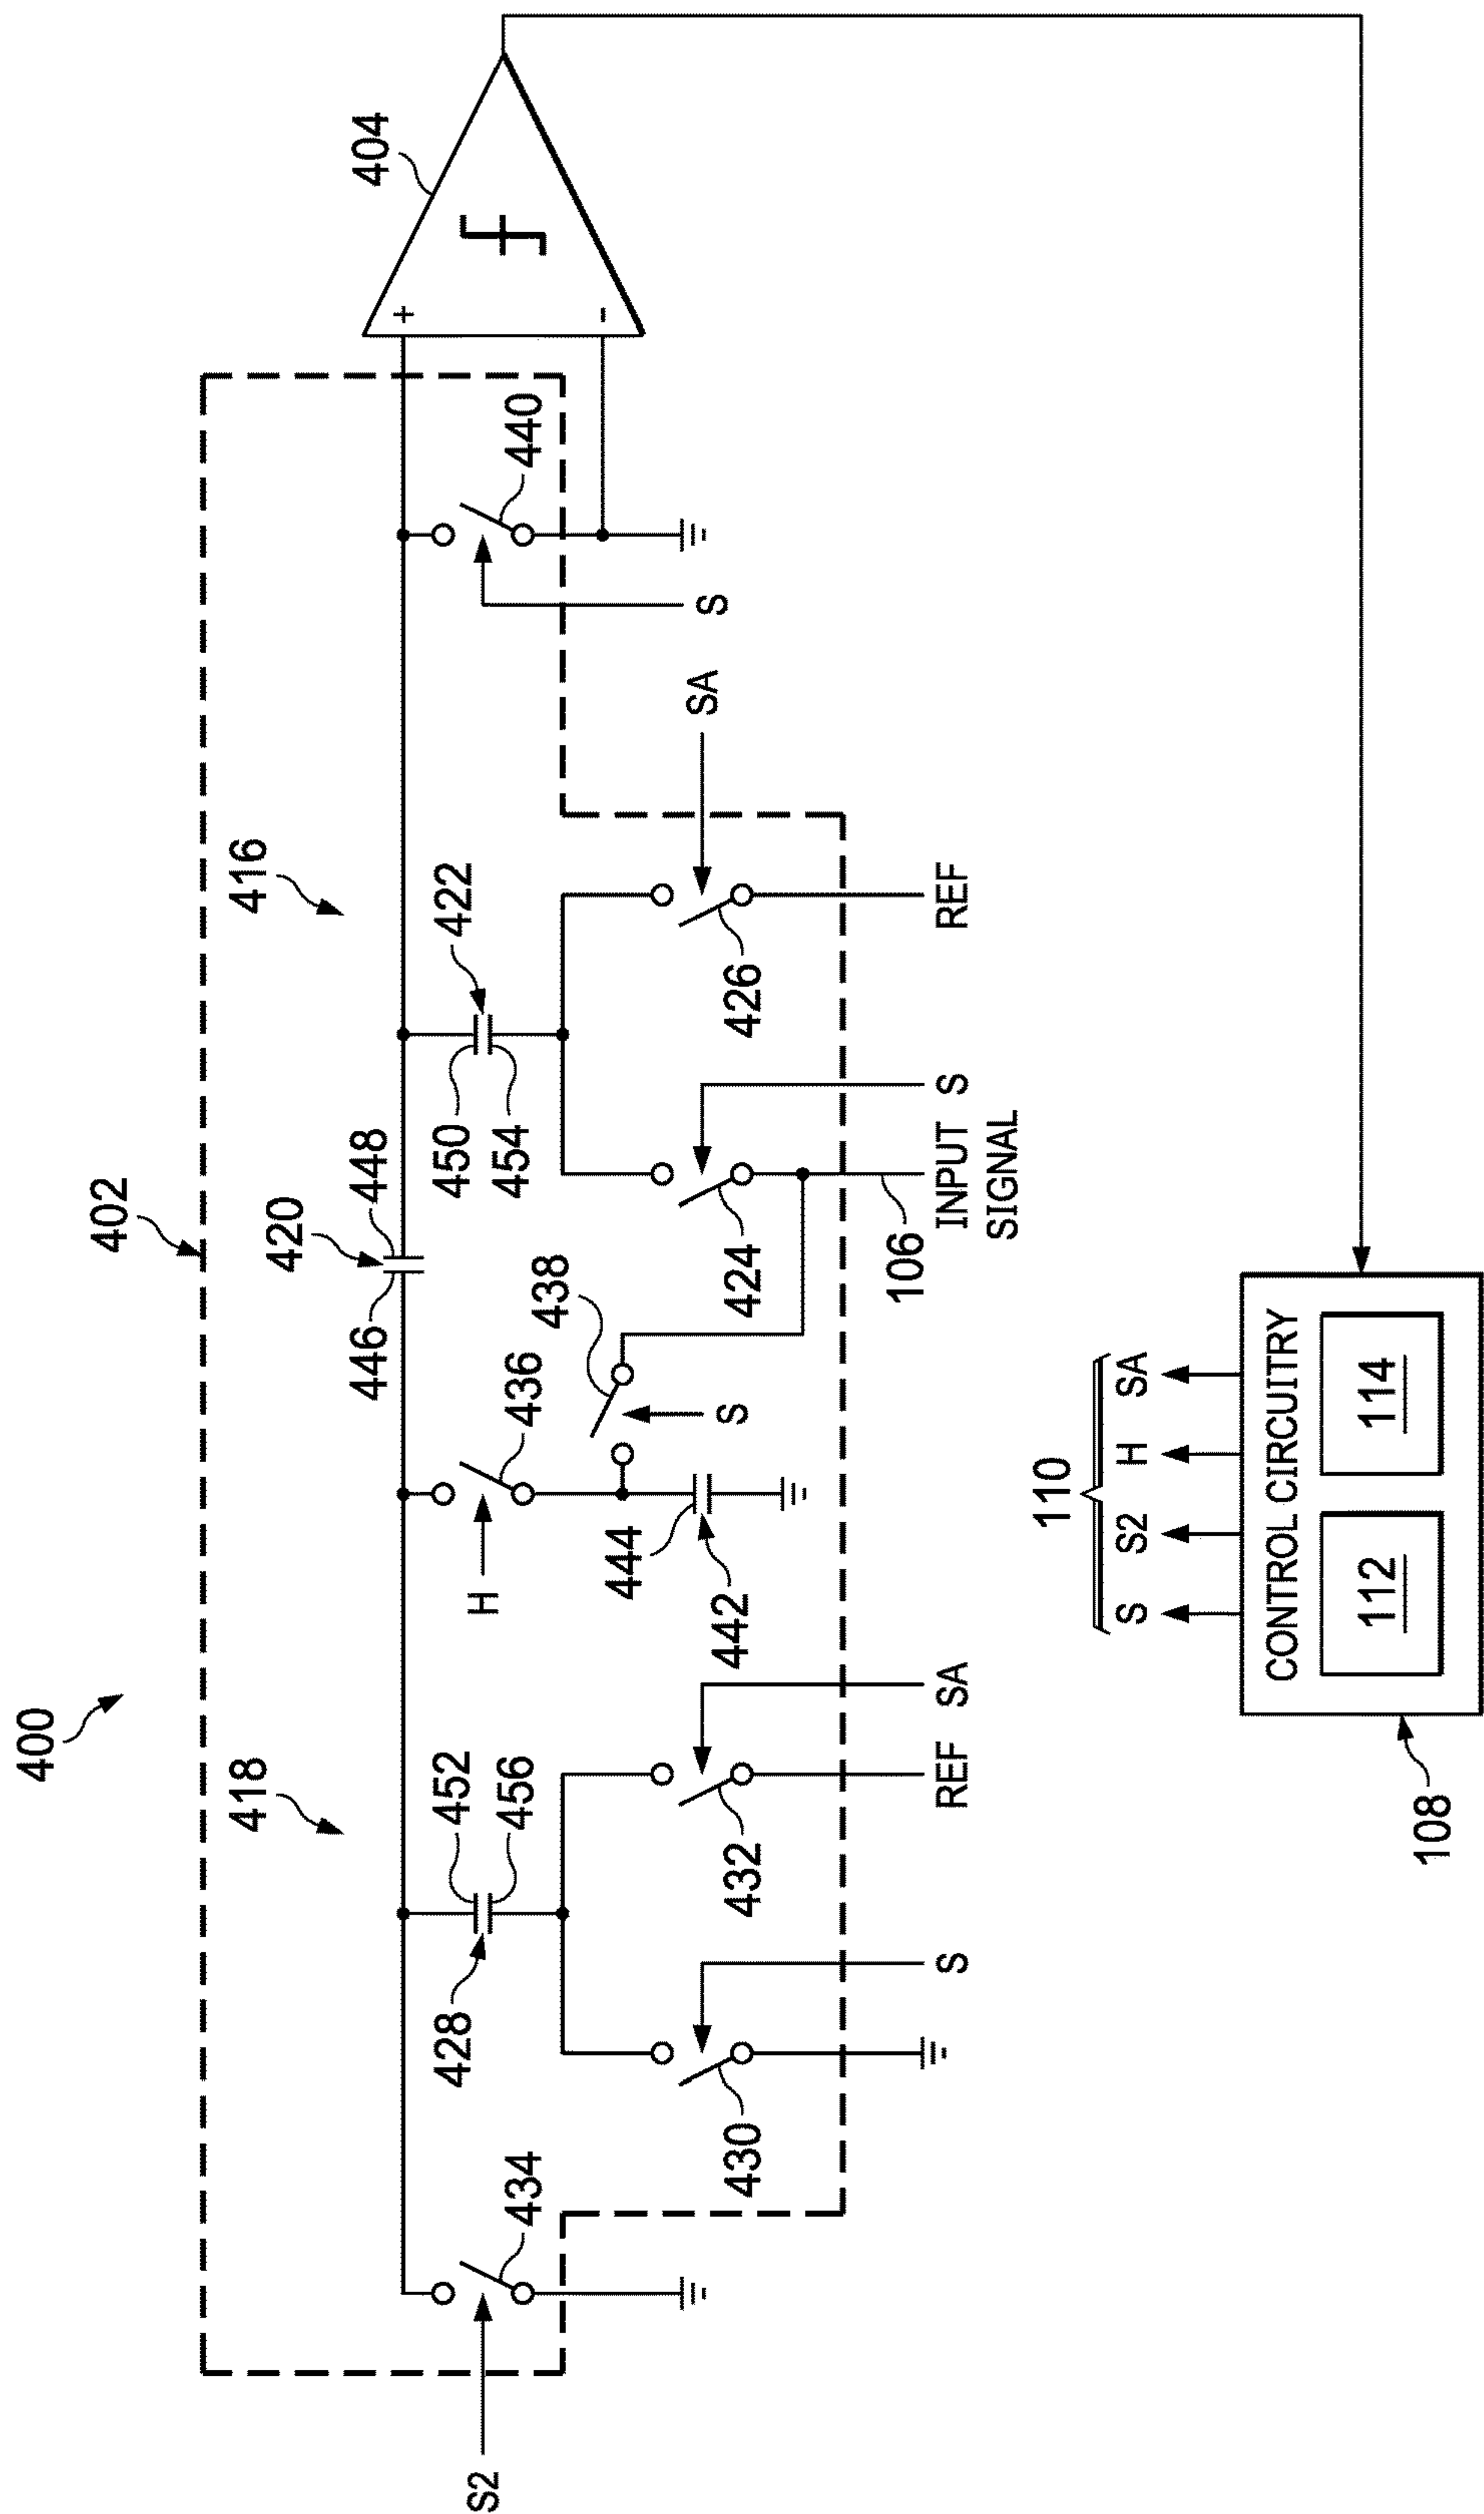 400
402
418
420
416
404
446
448
452
456
428
436
438
450
454
422
440
434
S2
H
S
S
SA
444
442
430
432
424
426
106
S
REF
SA
INPUT
SIGNAL
S
REF
+
-
110
S
S2
H
SA
CONTROL CIRCUITRY
112
114
108